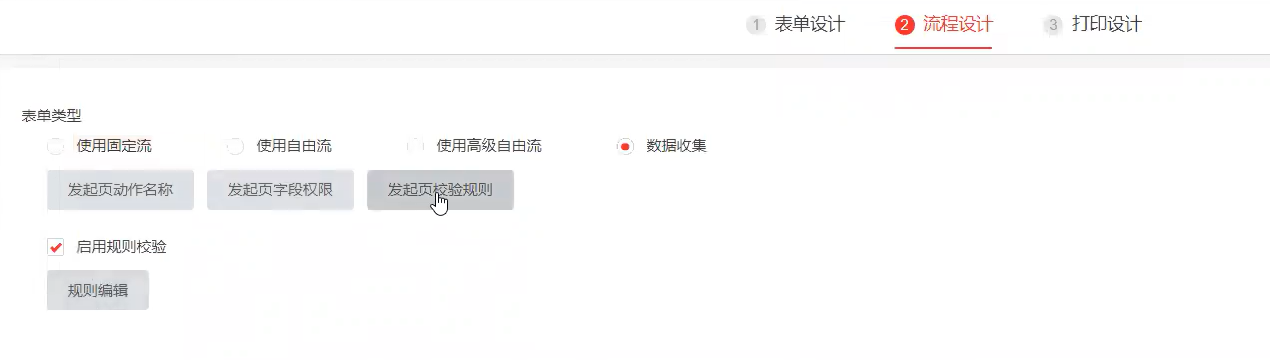 1 表单设计 2 流程设计 3 打印设计
表单类型
使用固定流 使用自由流 使用高级自由流 数据收集
发起页动作名称 发起页字段权限 发起页校验规则
启用规则校验
规则编辑